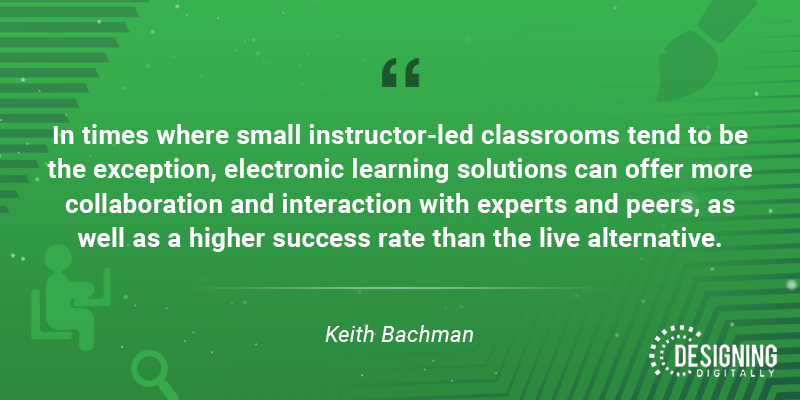 “
In times where small instructor-led classrooms tend to be
the exception, electronic learning solutions can offer more
collaboration and interaction with experts and peers, as
well as a higher success rate than the live alternative.
Keith Bachman
DESIGNING
DIGITALLY